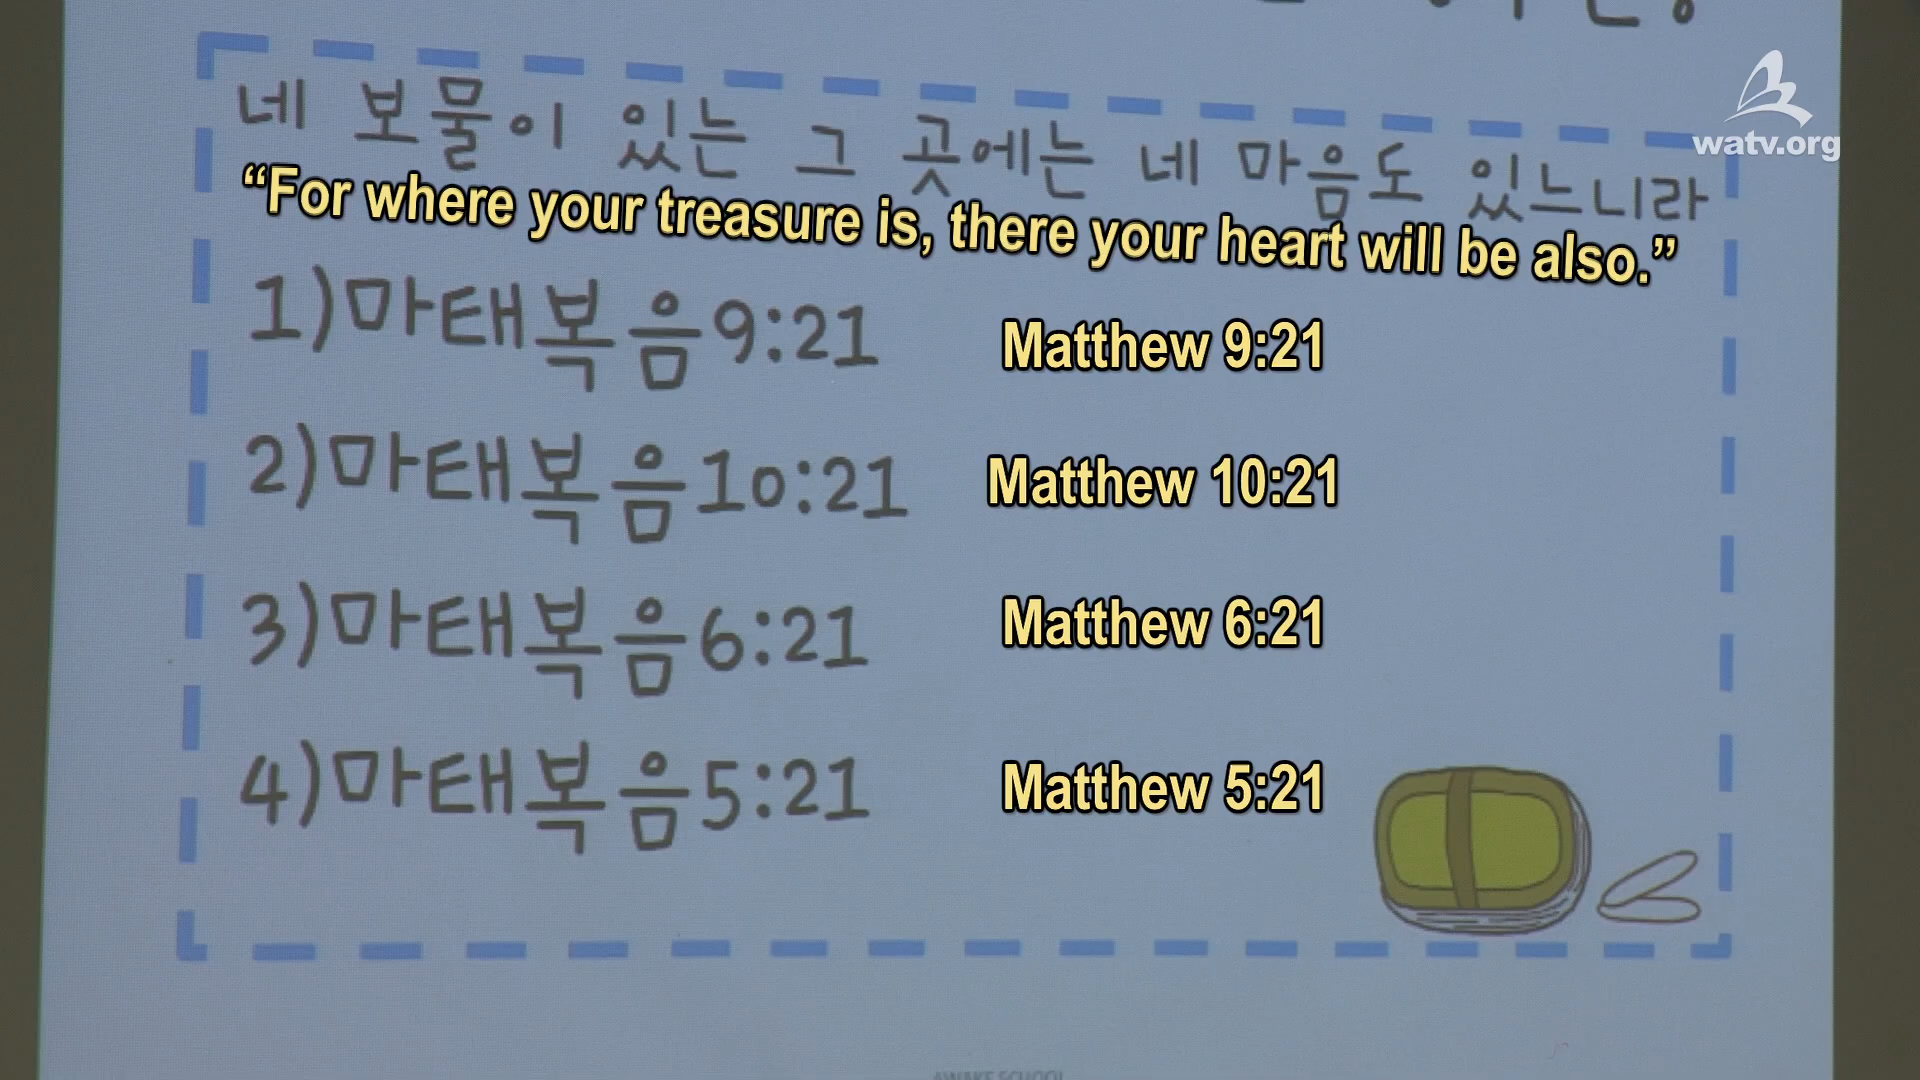 watv.org
네 보물이 있는 그 곳에는 네 마음도 있느니라
“For where your treasure is, there your heart will be also.”
1)마태복음9:21 Matthew 9:21
2)마태복음10:21 Matthew 10:21
3)마태복음6:21 Matthew 6:21
4)마태복음5:21 Matthew 5:21
AWAKE SCHOOL